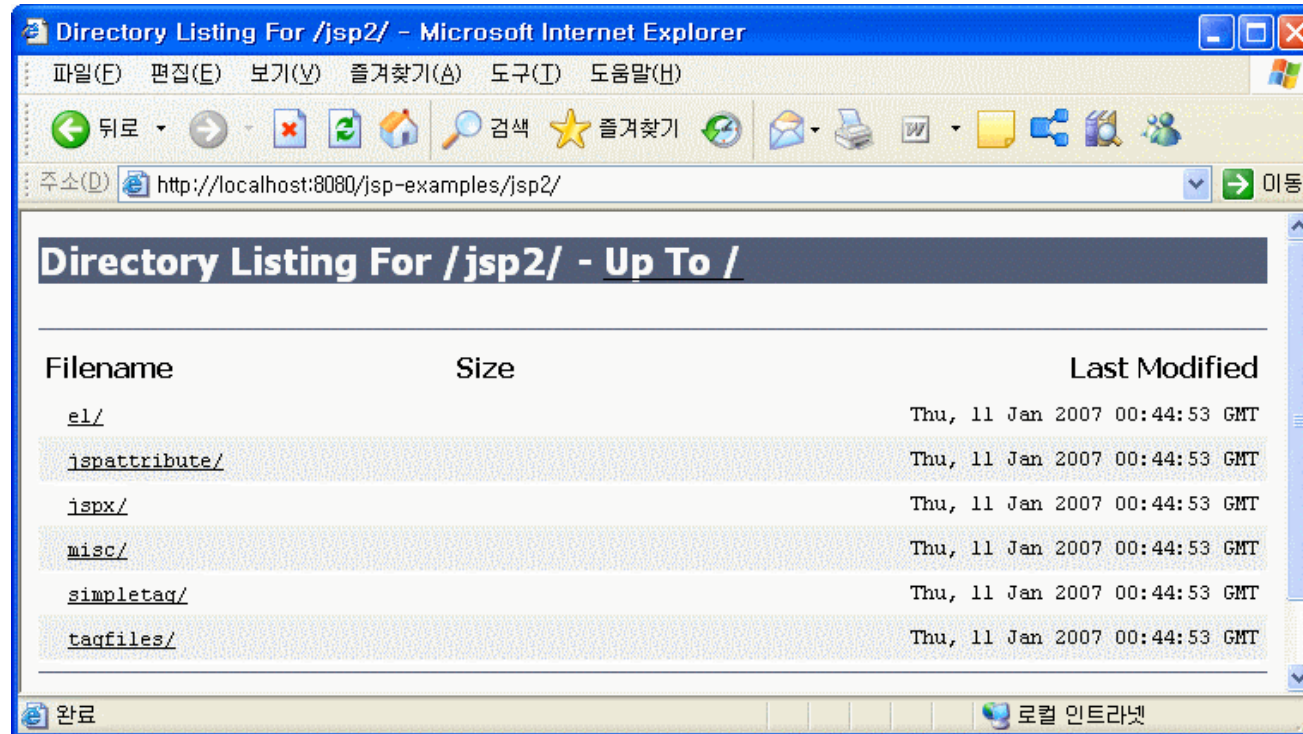 Directory Listing For /jsp2/ - Microsoft Internet Explorer
파일(F) 편집(E) 보기(V) 즐겨찾기(A) 도구(T) 도움말(H)
뒤로 검색 즐겨찾기
주소(D) http://localhost:8080/jsp-examples/jsp2/ 이동
Directory Listing For /jsp2/ - Up To /
Filename Size Last Modified
el/ Thu, 11 Jan 2007 00:44:53 GMT
jspattribute/ Thu, 11 Jan 2007 00:44:53 GMT
jspx/ Thu, 11 Jan 2007 00:44:53 GMT
misc/ Thu, 11 Jan 2007 00:44:53 GMT
simpletag/ Thu, 11 Jan 2007 00:44:53 GMT
tagfiles/ Thu, 11 Jan 2007 00:44:53 GMT
완료 로컬 인트라넷